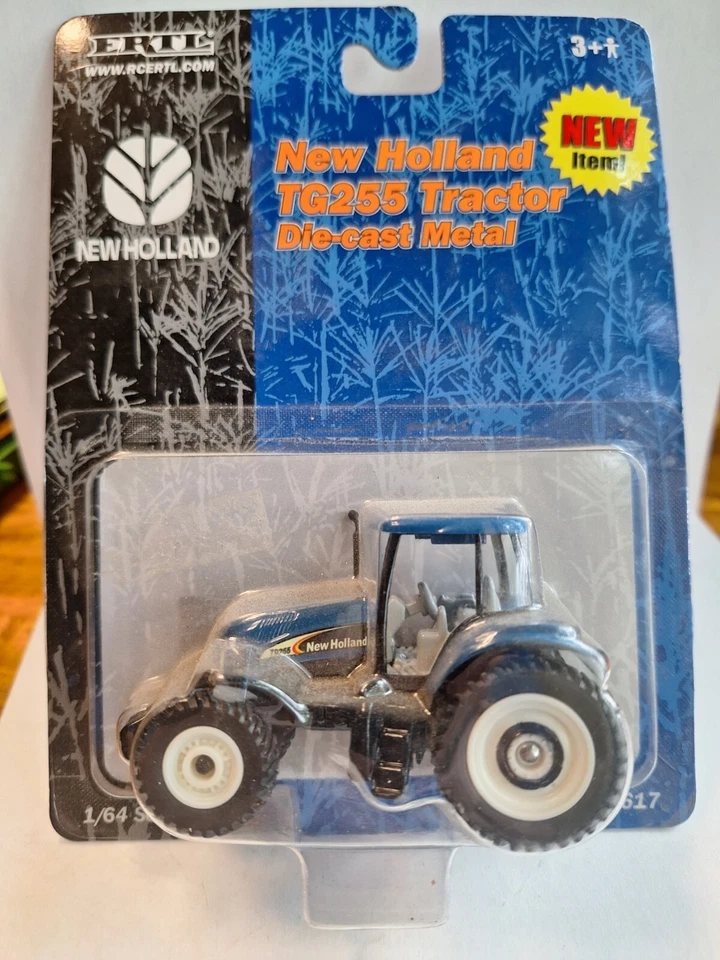 ERTL
WWW.RCERTL.COM
3+
NEW HOLLAND
New Holland
TG255 Tractor
Die-cast Metal
NEW
Item!
TG255 New Holland
1/64 S
617